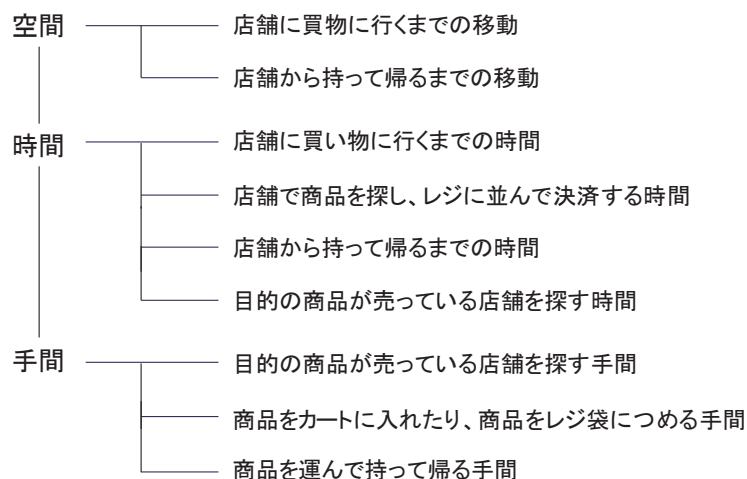 空間
店舗に買物に行くまでの移動
店舗から持って帰るまでの移動
時間
店舗に買い物に行くまでの時間
店舗で商品を探し、レジに並んで決済する時間
店舗から持って帰るまでの時間
目的の商品が売っている店舗を探す時間
手間
目的の商品が売っている店舗を探す手間
商品をカートに入れたり、商品をレジ袋につめる手間
商品を運んで持って帰る手間